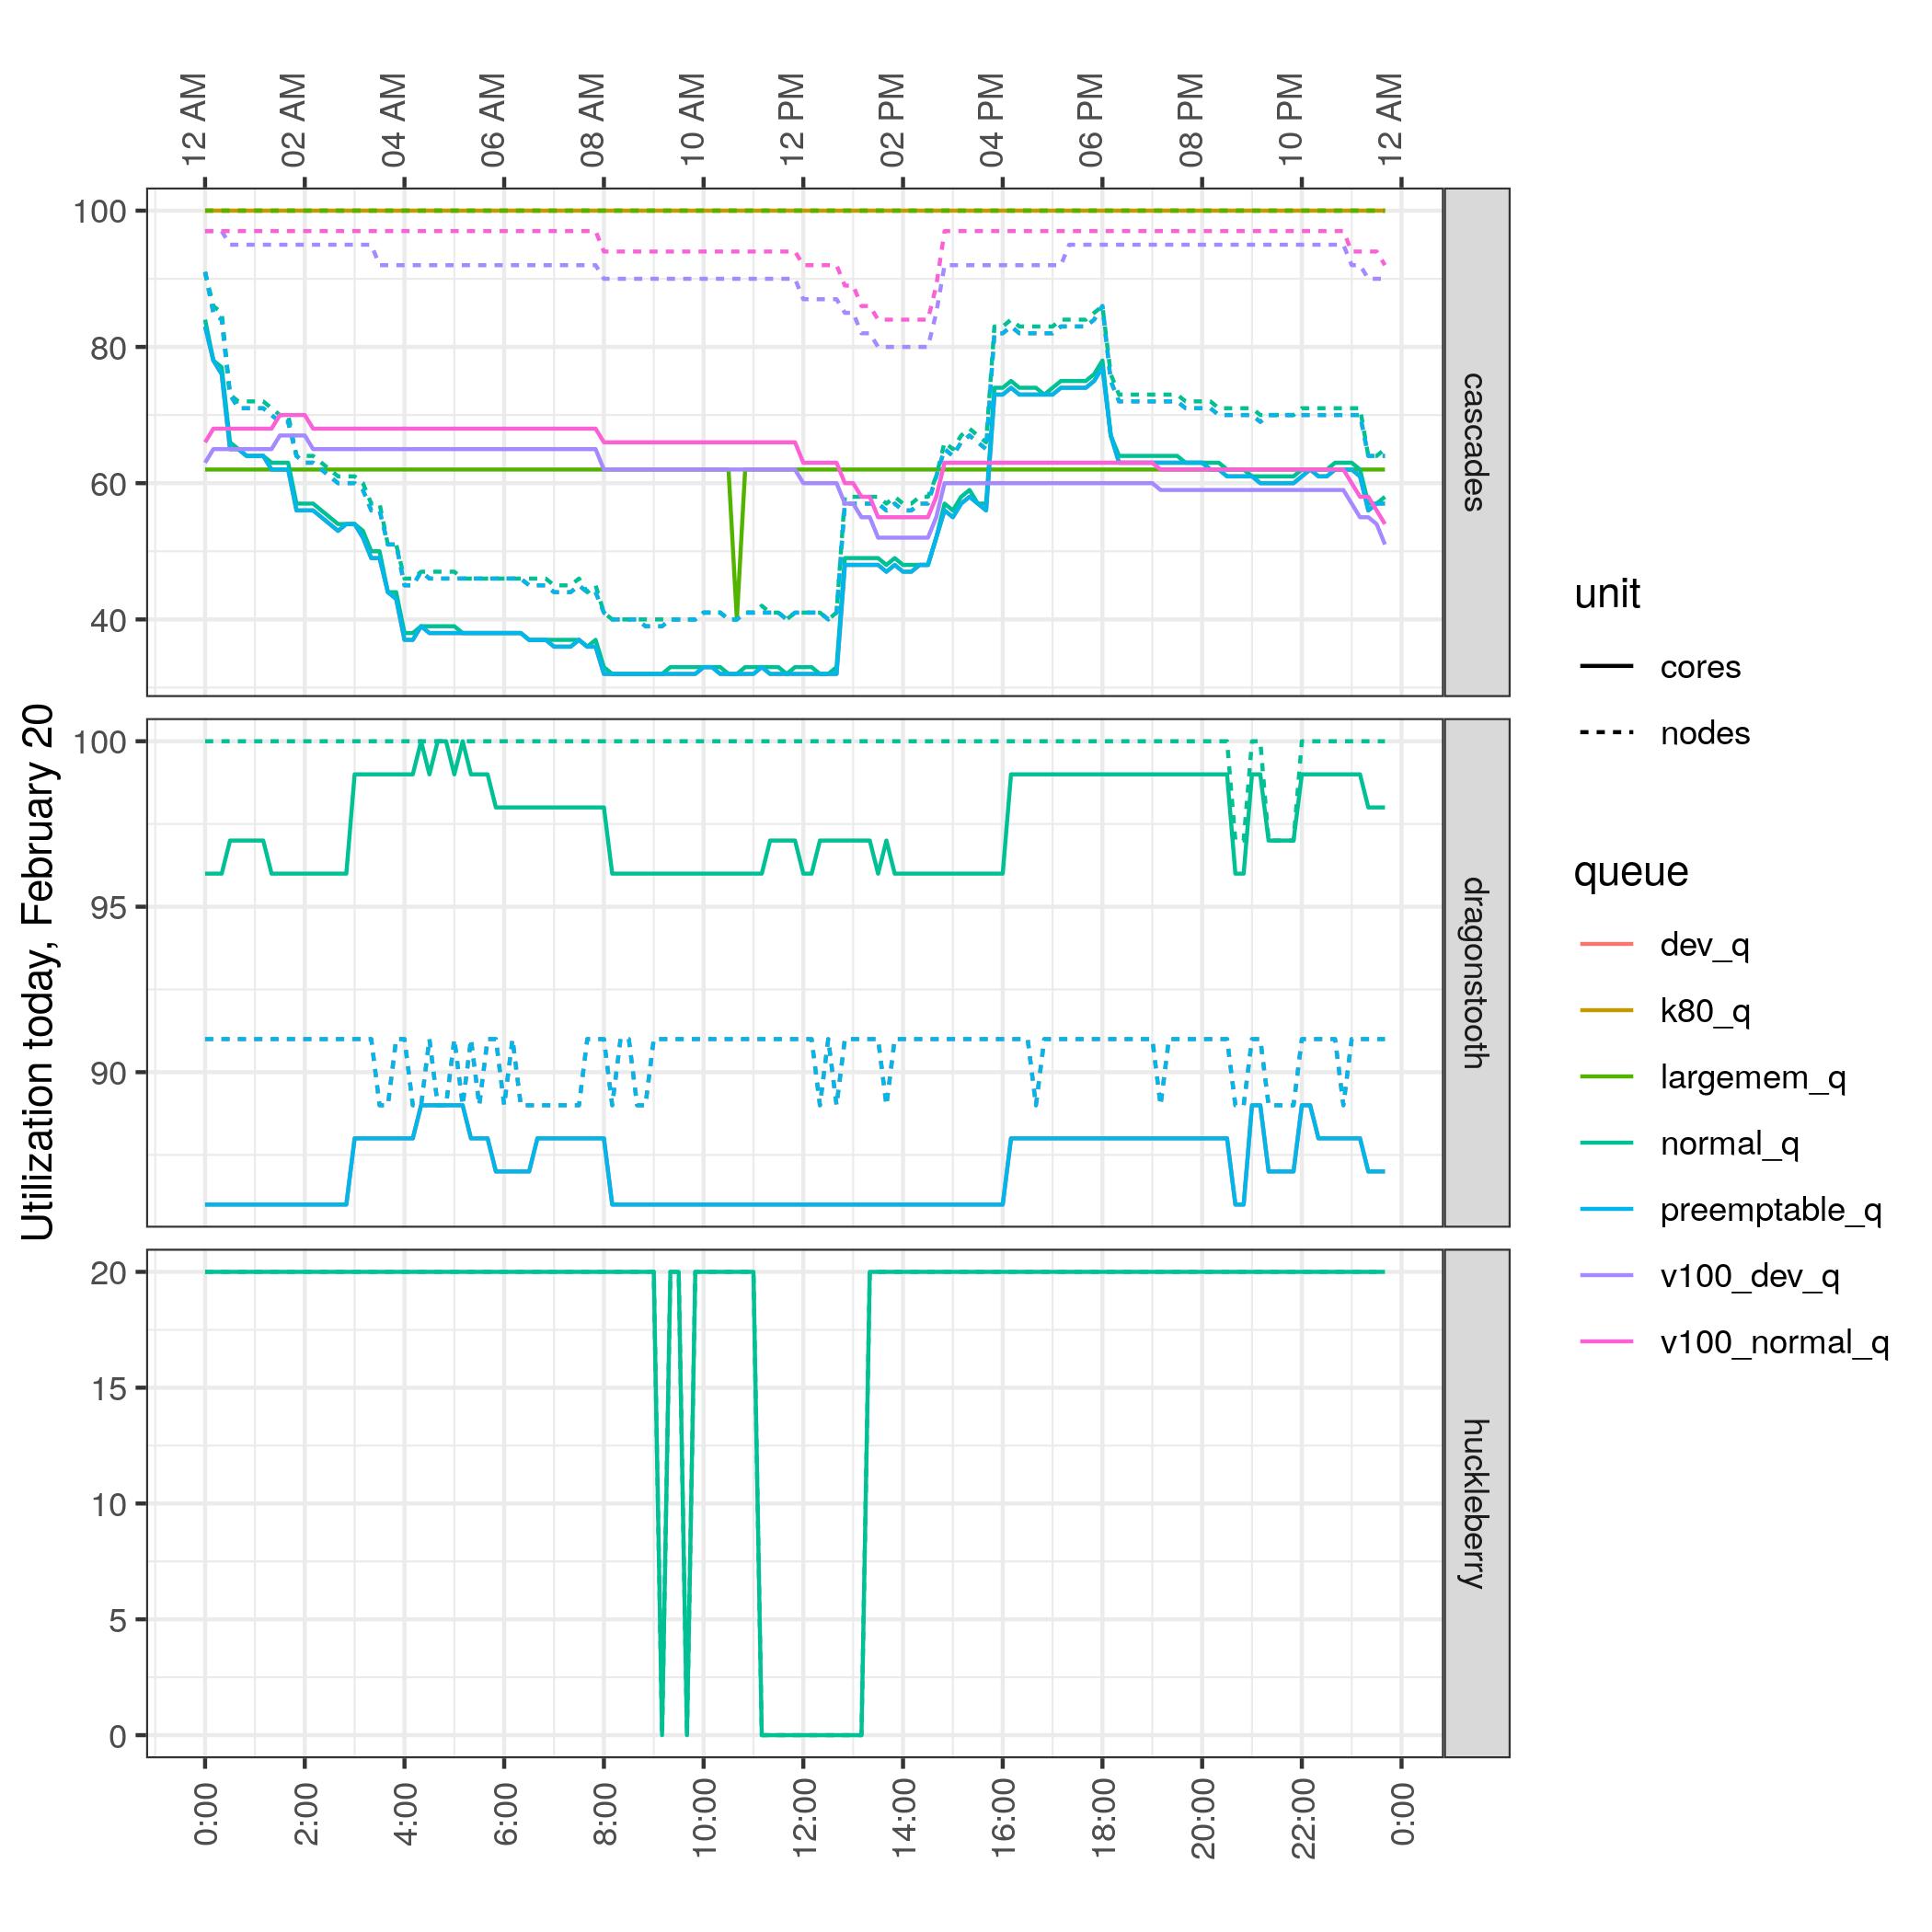 12 AM
02 AM
04 AM
06 AM
08 AM
10 AM
12 PM
02 PM
04 PM
06 PM
08 PM
10 PM
12 AM
Utilization today, February 20
100
80
60
40
cascades
100
95
90
dragonstooth
20
15
10
5
0
huckleberry
0:00
2:00
4:00
6:00
8:00
10:00
12:00
14:00
16:00
18:00
20:00
22:00
0:00
unit
cores
nodes
queue
dev_q
k80_q
largemem_q
normal_q
preemptable_q
v100_dev_q
v100_normal_q